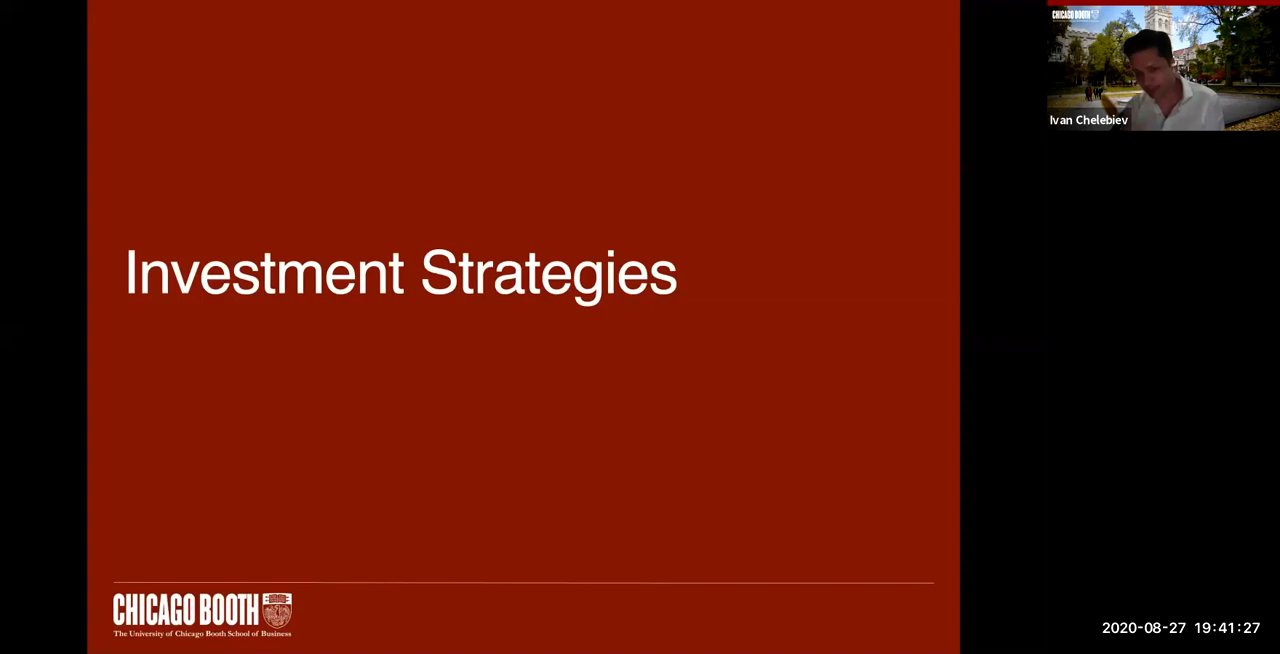 CHICAGO BOOTH
Ivan Chelebiev
Investment Strategies
CHICAGO BOOTH
The University of Chicago Booth School of Business
2020-08-27 19:41:27